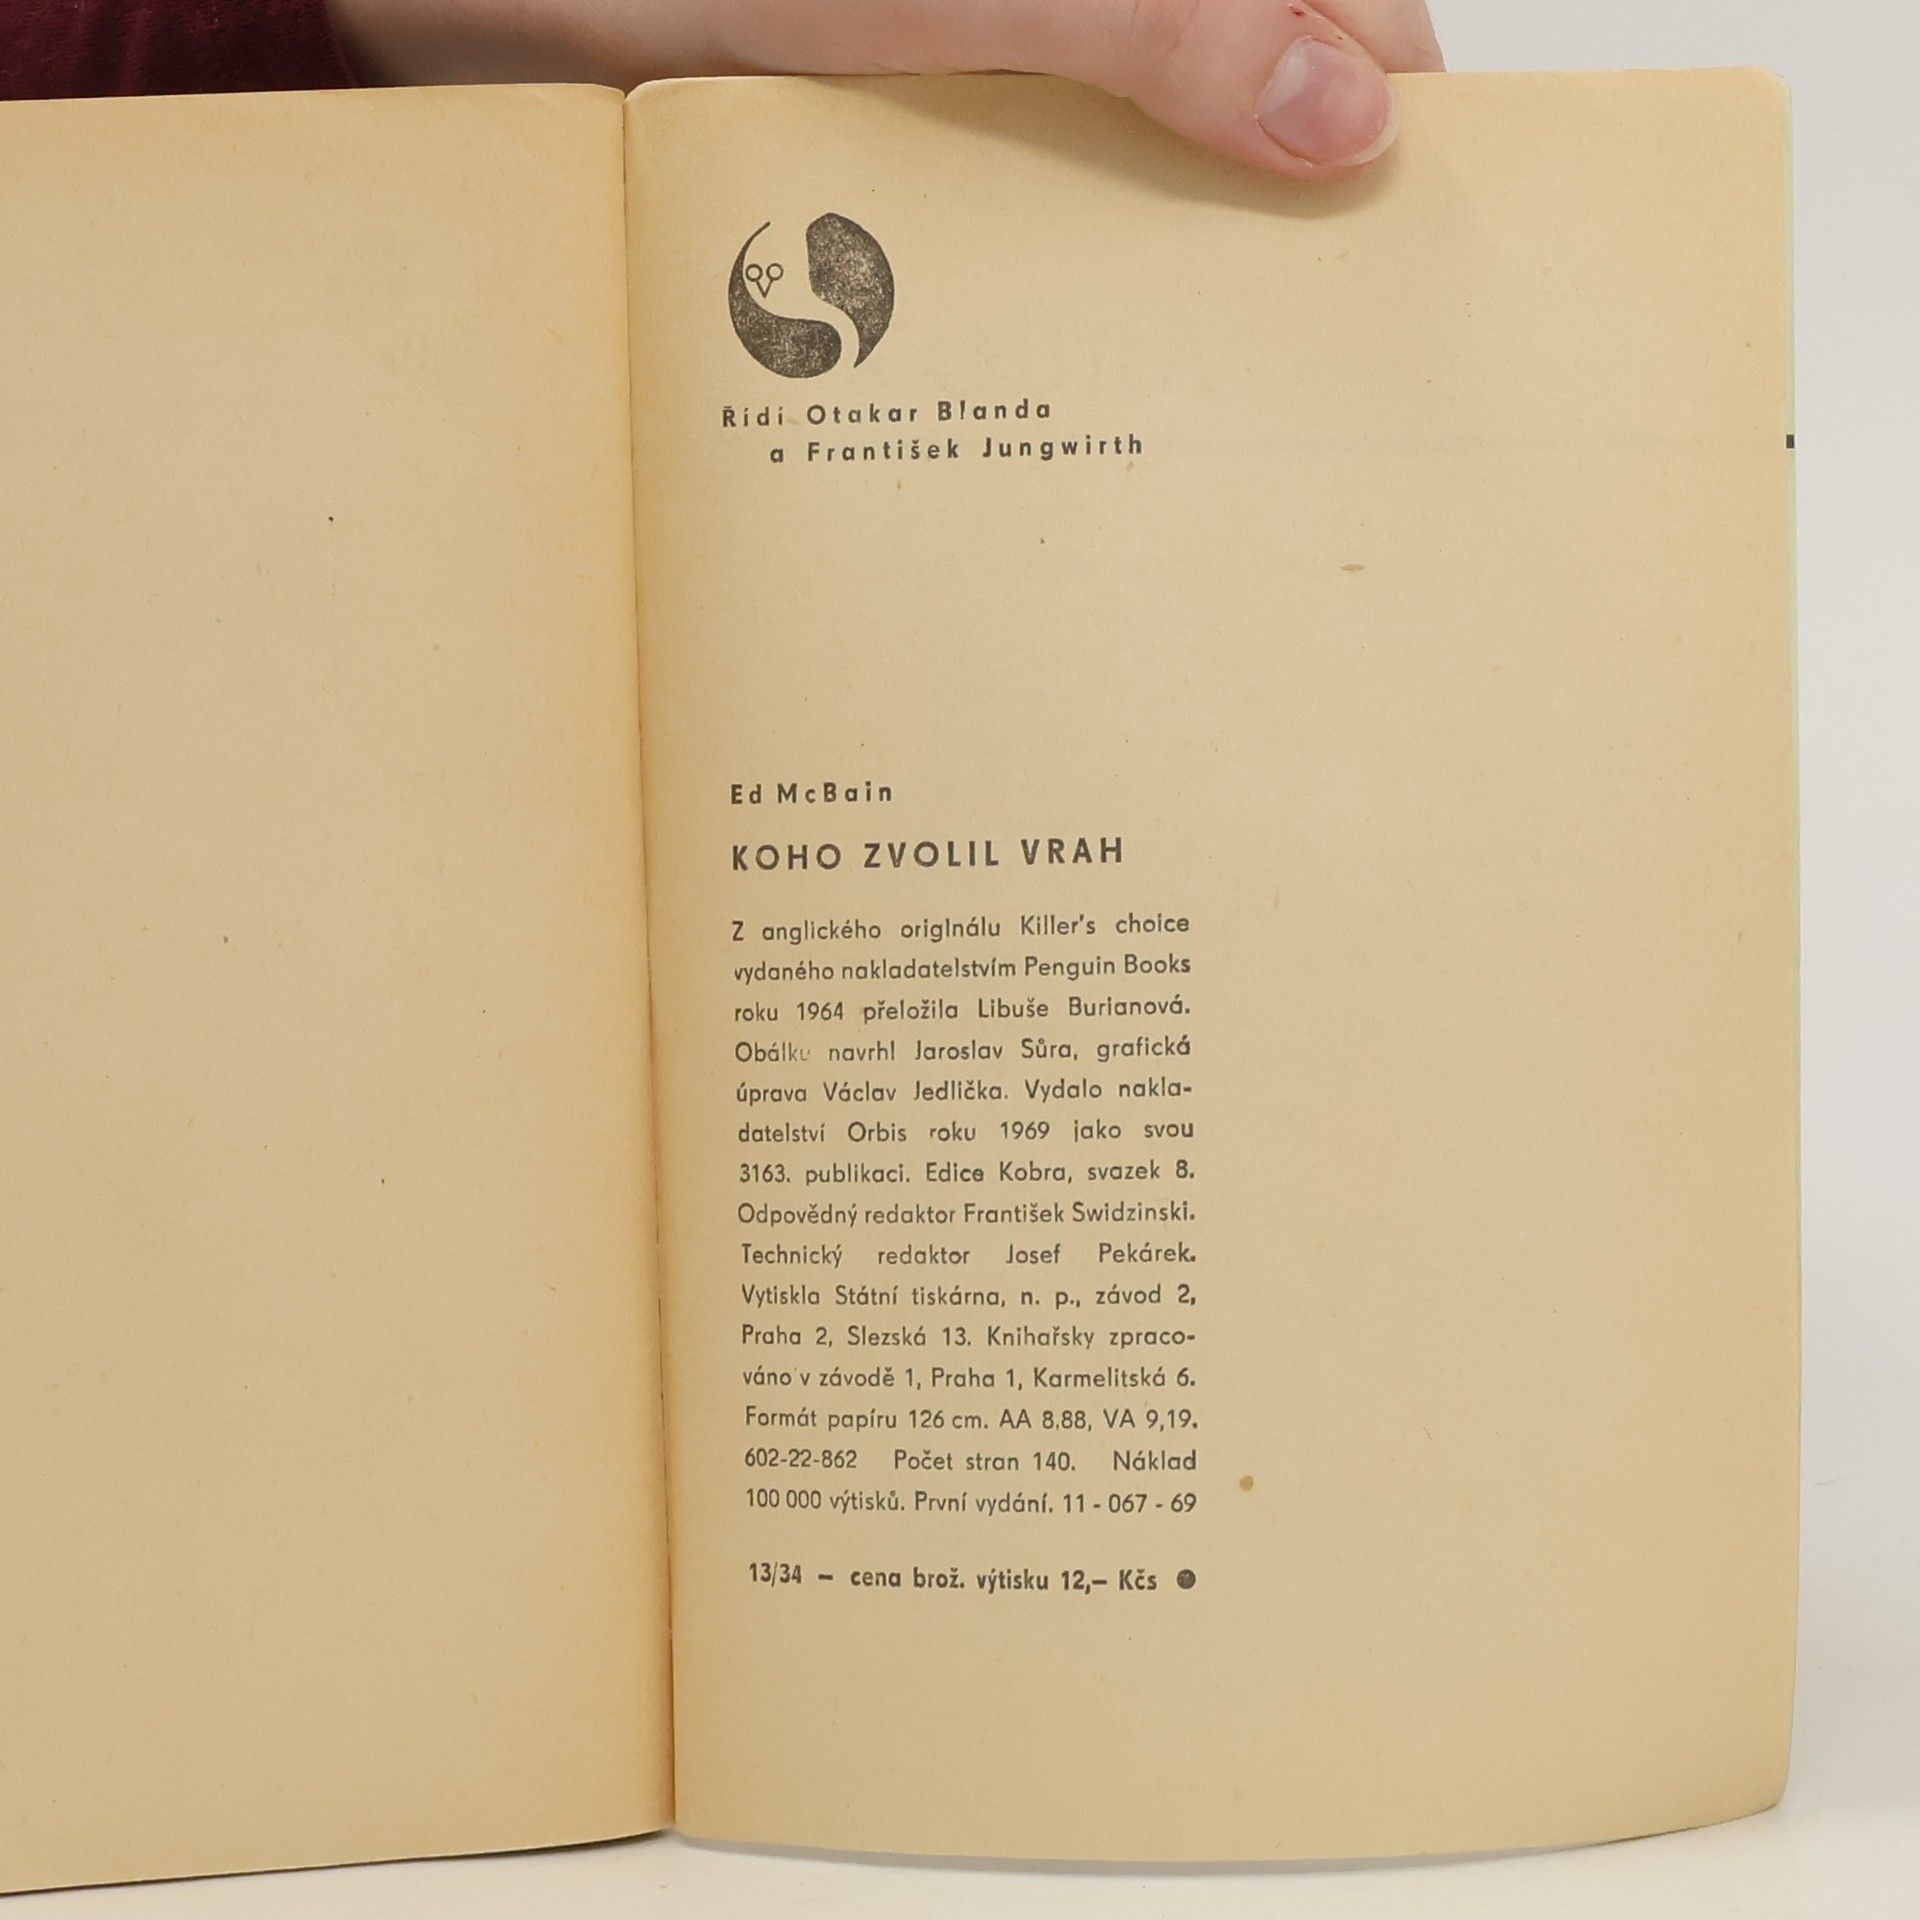 Řídí Otakar Blanda
a František Jungwirth
Ed McBain
KOHO ZVOLIL VRAH
Z anglického originálu Killer's choice
vydaného nakladatelstvím Penguin Books
roku 1964 přeložila Libuše Burianová.
Obálku navrhl Jaroslav Sůra, grafická
úprava Václav Jedlička. Vydalo nakla-
datelství Orbis roku 1969 jako svou
3163. publikaci. Edice Kobra, svazek 8.
Odpovědný redaktor František Swidzinski.
Technický redaktor Josef Pekárek.
Vytiskla Státní tiskárna, n. p., závod 2,
Praha 2, Slezská 13. Knihařsky zpraco-
váno v závodě 1, Praha 1, Karmelitská 6.
Formát papíru 126 cm. AA 8,88, VA 9,19.
602-22-862 Počet stran 140. Náklad
100 000 výtisků. První vydání. 11 - 067 - 69
13/34 – cena brož. výtisku 12,– Kčs ●